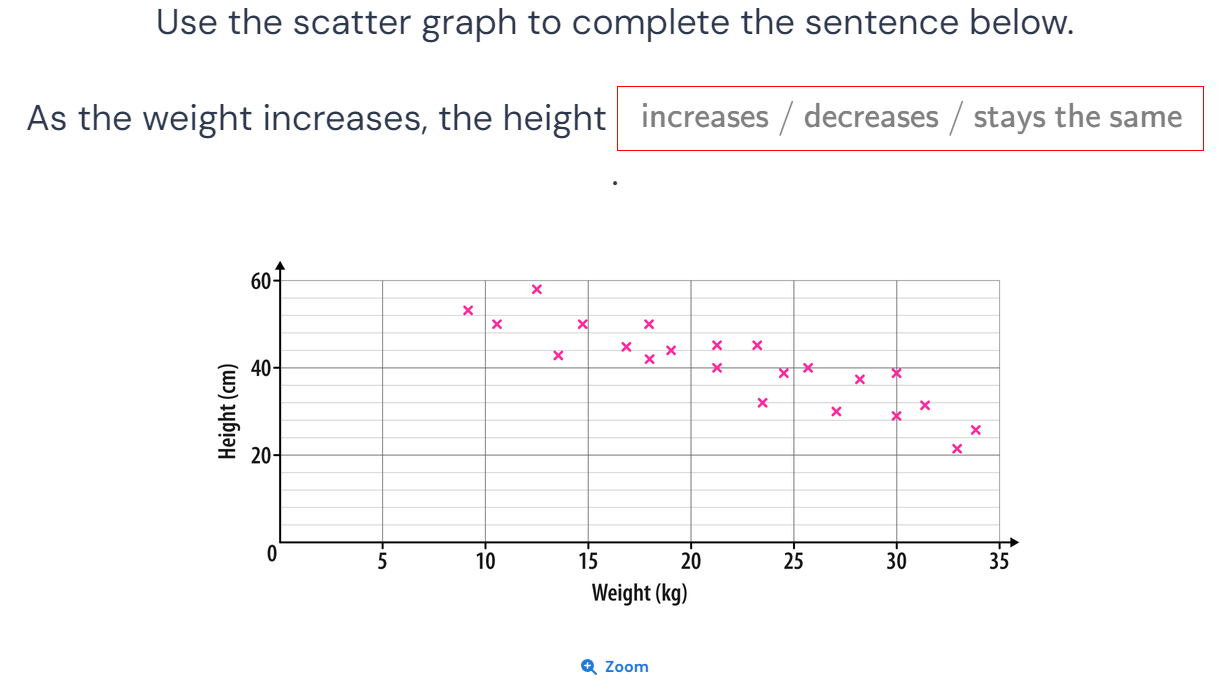 Use the scatter graph to complete the sentence below.
As the weight increases, the height increases / decreases / stays the same
.
60
40
20
0
Height (cm)
5 10 15 20 25 30 35
Weight (kg)
Zoom